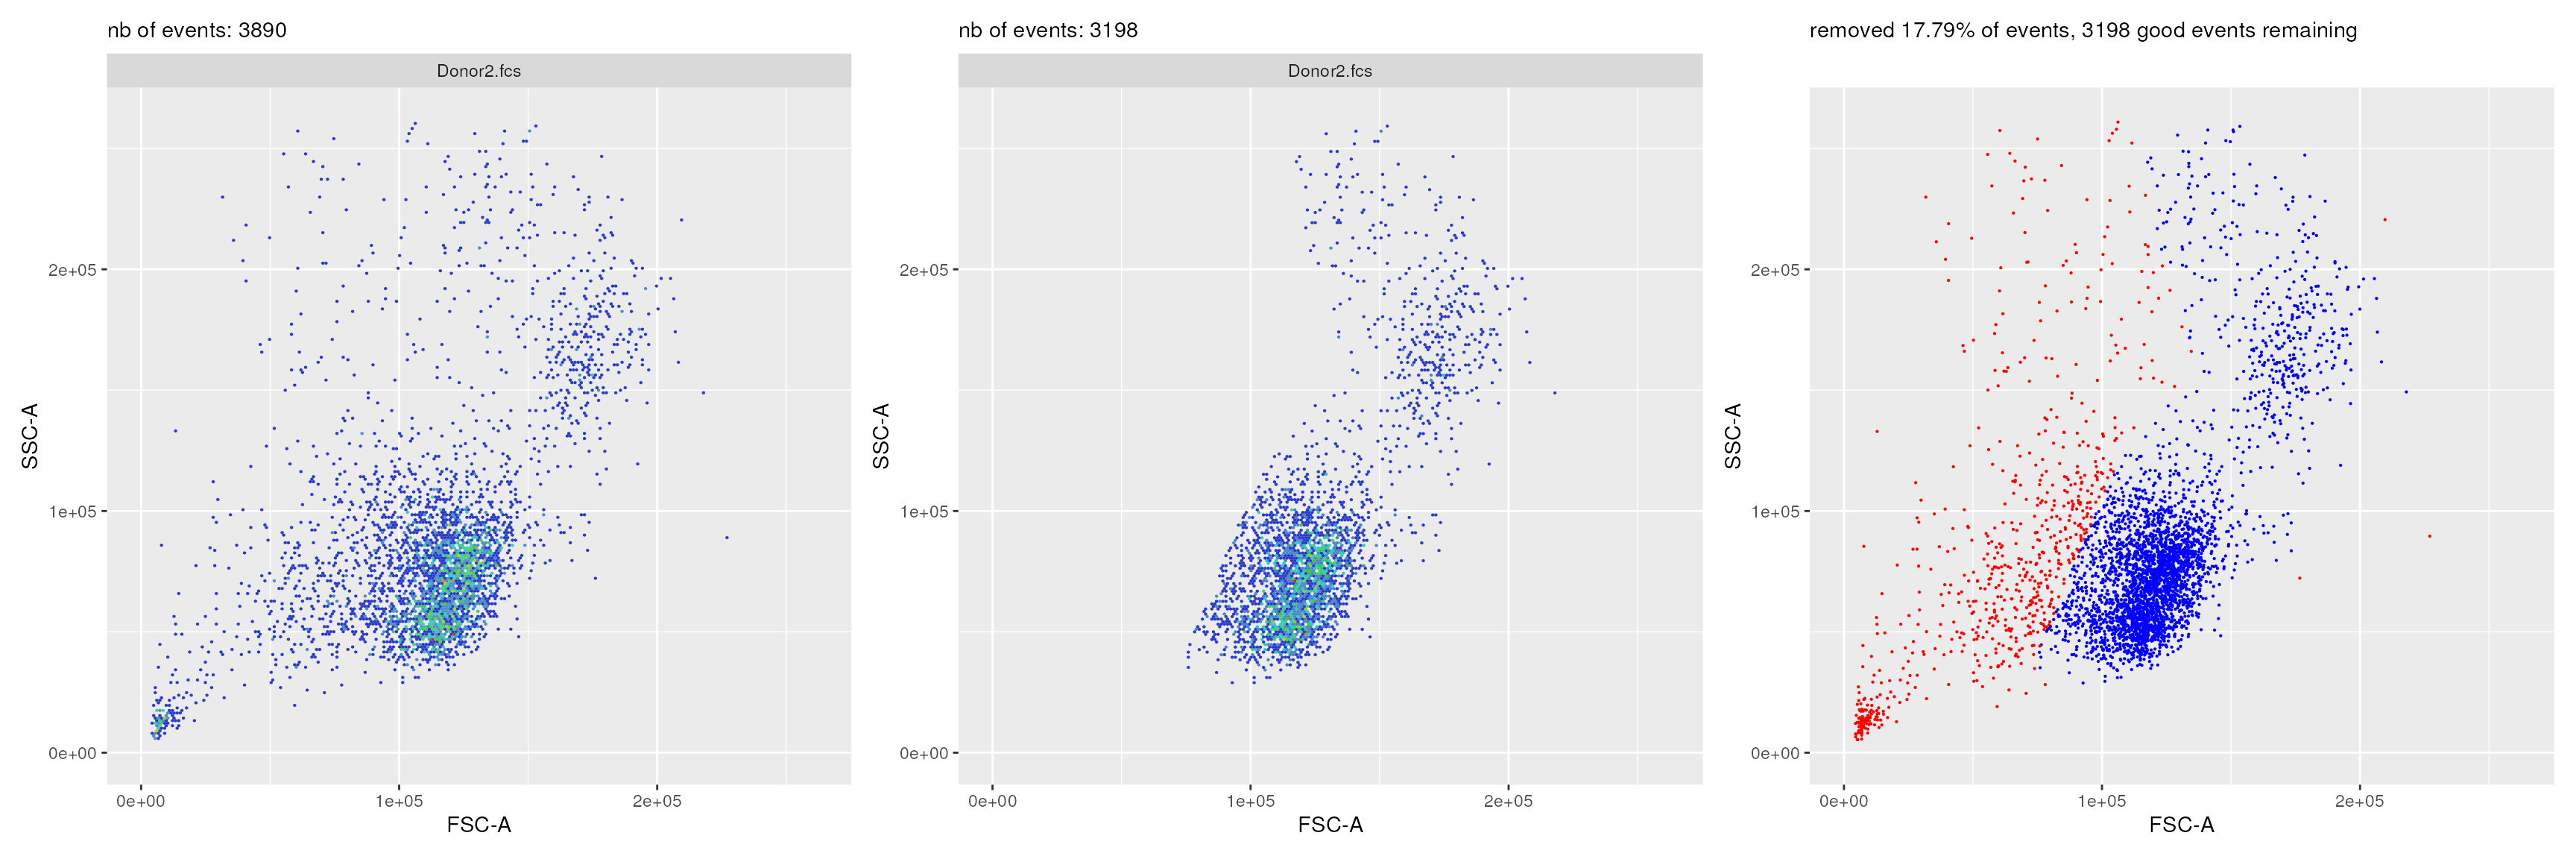 nb of events: 3890
Donor2.fcs
SSC-A
2e+05
1e+05
0e+00
0e+00 1e+05 2e+05
FSC-A
nb of events: 3198
Donor2.fcs
SSC-A
2e+05
1e+05
0e+00
0e+00 1e+05 2e+05
FSC-A
removed 17.79% of events, 3198 good events remaining
SSC-A
2e+05
1e+05
0e+00
0e+00 1e+05 2e+05
FSC-A